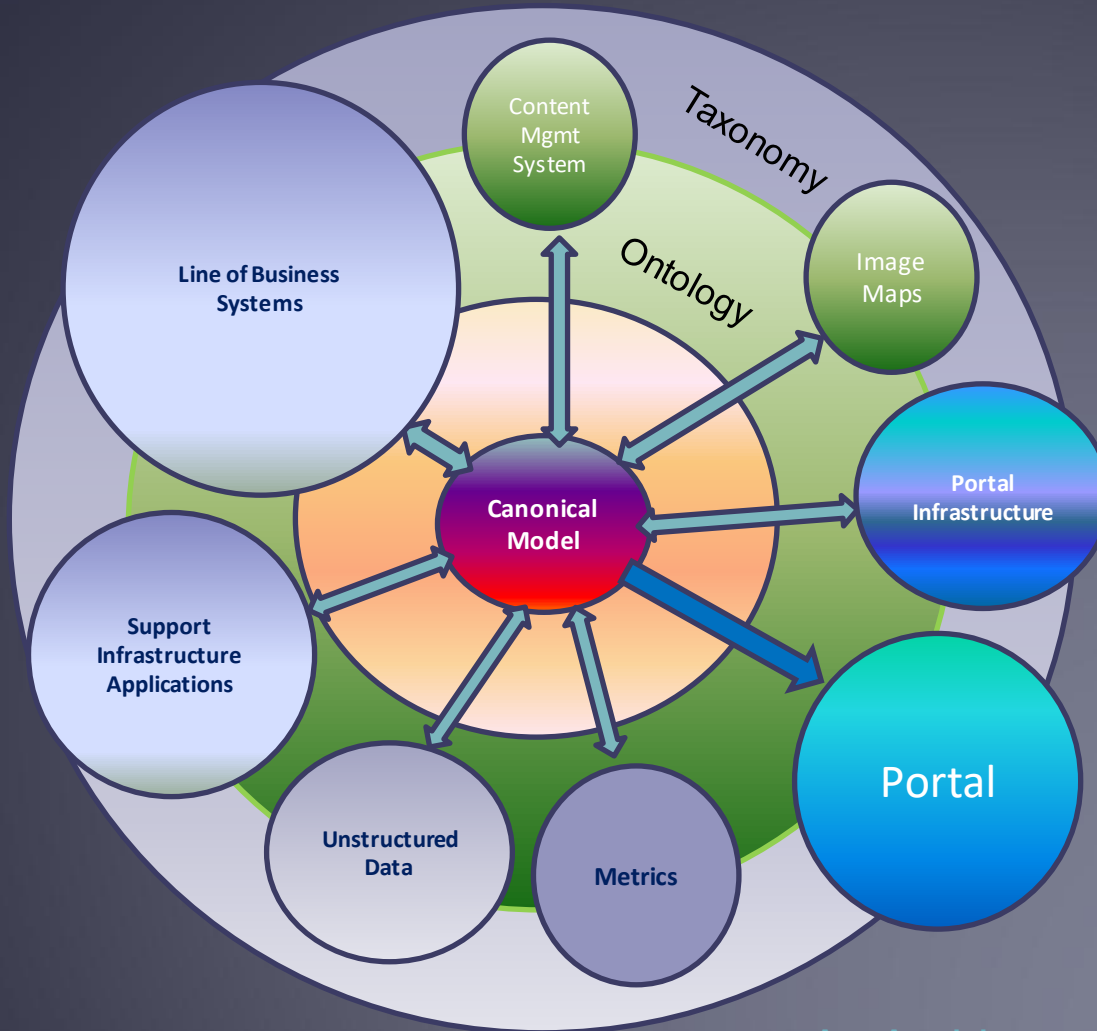 Content
Mgmt
System
Taxonomy
Line of Business
Systems
Ontology
Image
Maps
Portal
Infrastructure
Canonical
Model
Support
Infrastructure
Applications
Portal
Unstructured
Data
Metrics